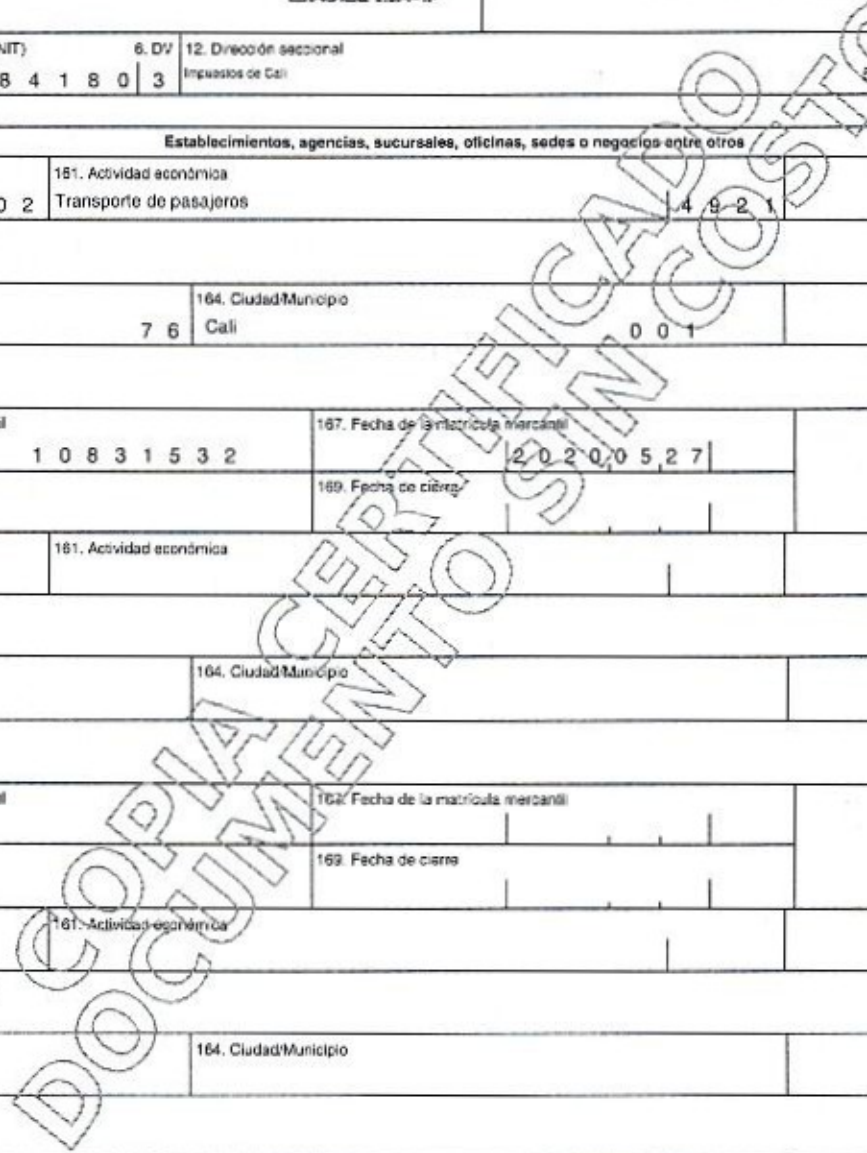 NIT) 6. DV 12. Dirección seccional
8 4 1 8 0 3 Impuestos de Cali
Establecimientos, agencias, sucursales, oficinas, sedes o negocios entre otros
161. Actividad económica
0 2 Transporte de pasajeros 4 9 2 1
164. Ciudad/Municipio
7 6 Cali 0 0 1
167. Fecha de la matrícula mercantil
1 0 8 3 1 5 3 2 2 0 2 0 0 5 2 7
169. Fecha de cierre
161. Actividad económica
164. Ciudad/Municipio
167. Fecha de la matrícula mercantil
169. Fecha de cierre
161. Actividad económica
164. Ciudad/Municipio
COPIA CERTIFICADO
DOCUMENTO SIN COSTO